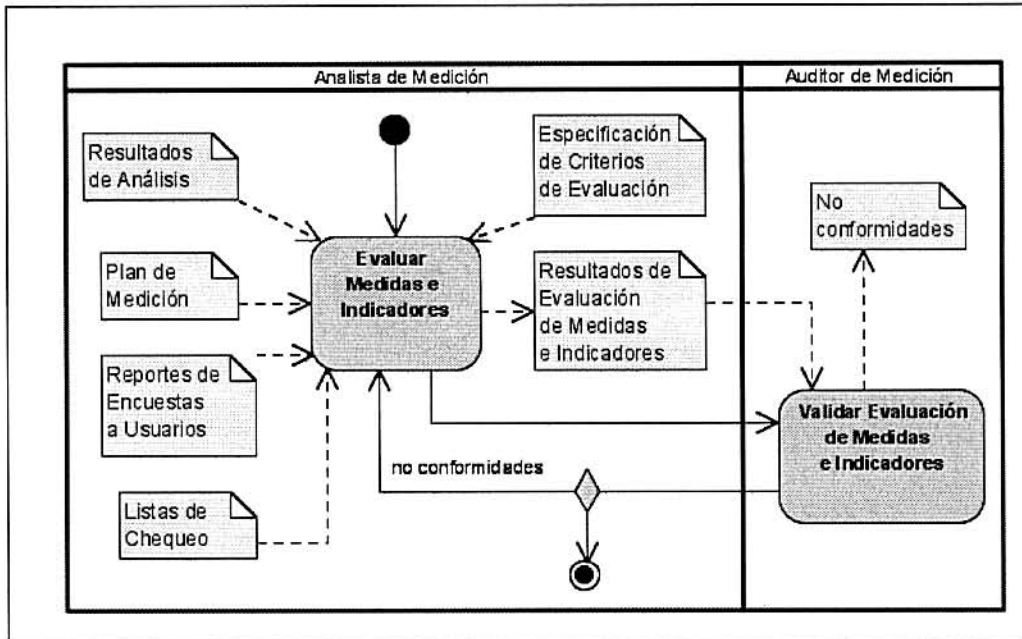 Analista de Medición
Auditor de Medición
Resultados
de Análisis
Especificación
de Criterios
de Evaluación
No
conformidades
Plan de
Medición
Evaluar
Medidas e
Indicadores
Resultados de
Evaluación
de Medidas
e Indicadores
Reportes de
Encuestas
a Usuarios
Validar Evaluación
de Medidas
e Indicadores
no conformidades
Listas de
Chequeo